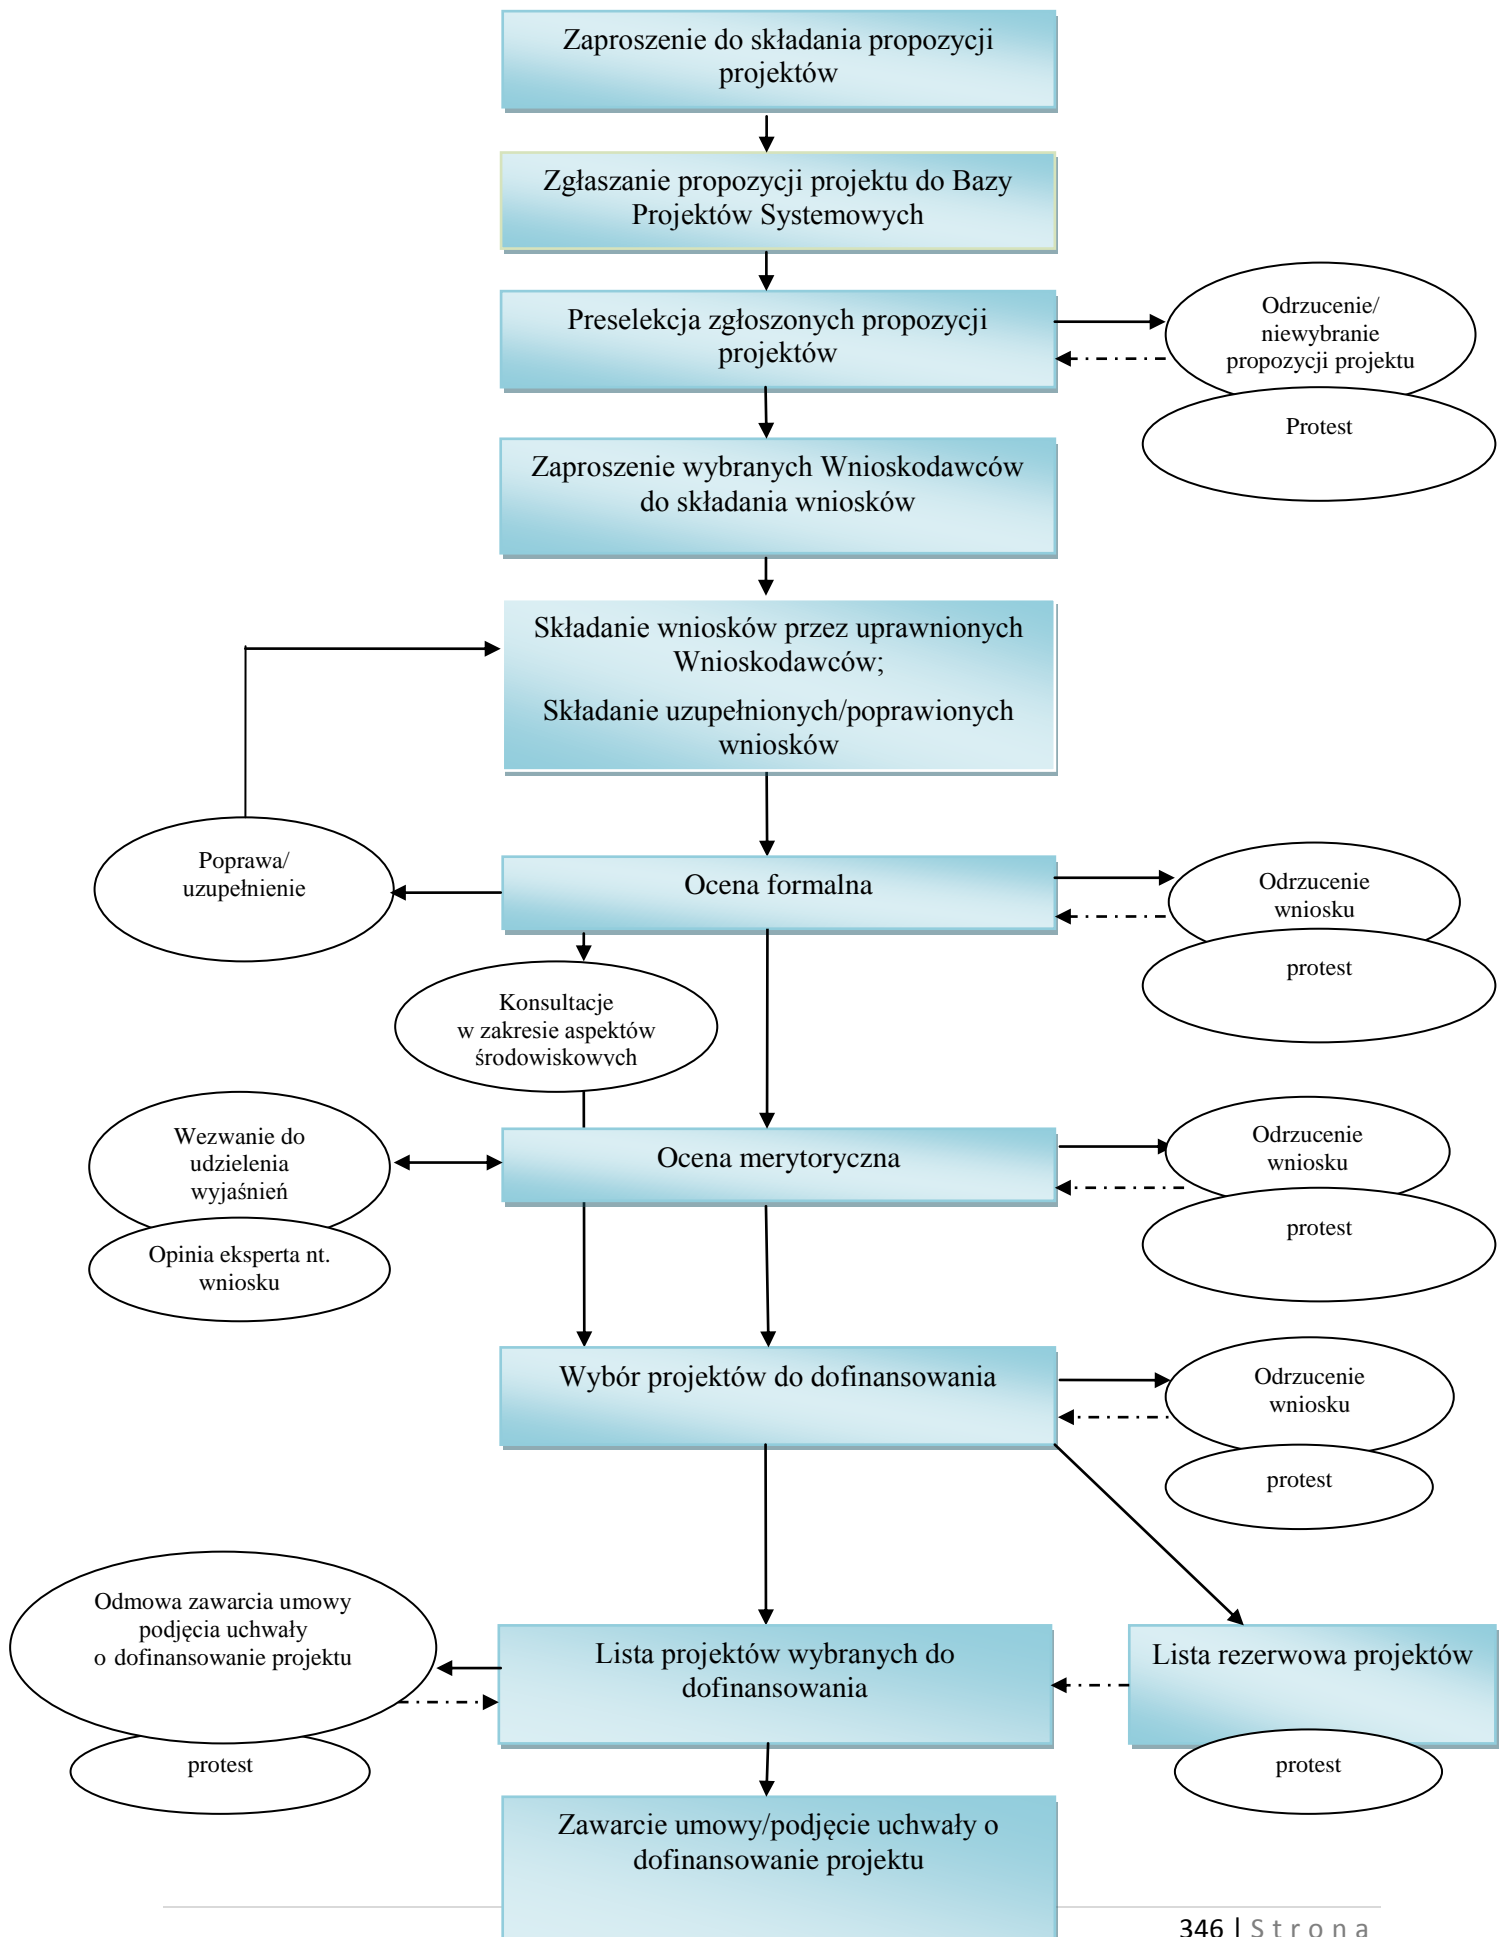 Zaproszenie do składania propozycji
projektów
Zgłaszanie propozycji projektu do Bazy
Projektów Systemowych
Preselekcja zgłoszonych propozycji
projektów
Odrzucenie/
niewybranie
propozycji projektu
Protest
Zaproszenie wybranych Wnioskodawców
do składania wniosków
Składanie wniosków przez uprawnionych
Wnioskodawców;
Składanie uzupełnionych/poprawionych
wniosków
Poprawa/
uzupełnienie
Ocena formalna
Odrzucenie
wniosku
protest
Konsultacje
w zakresie aspektów
środowiskowych
Wezwanie do
udzielenia
wyjaśnień
Opinia eksperta nt.
wniosku
Ocena merytoryczna
Odrzucenie
wniosku
protest
Wybór projektów do dofinansowania
Odrzucenie
wniosku
protest
Odmowa zawarcia umowy
podjęcia uchwały
o dofinansowanie projektu
protest
Lista projektów wybranych do
dofinansowania
Lista rezerwowa projektów
protest
Zawarcie umowy/podjęcie uchwały o
dofinansowanie projektu
346 | Strona